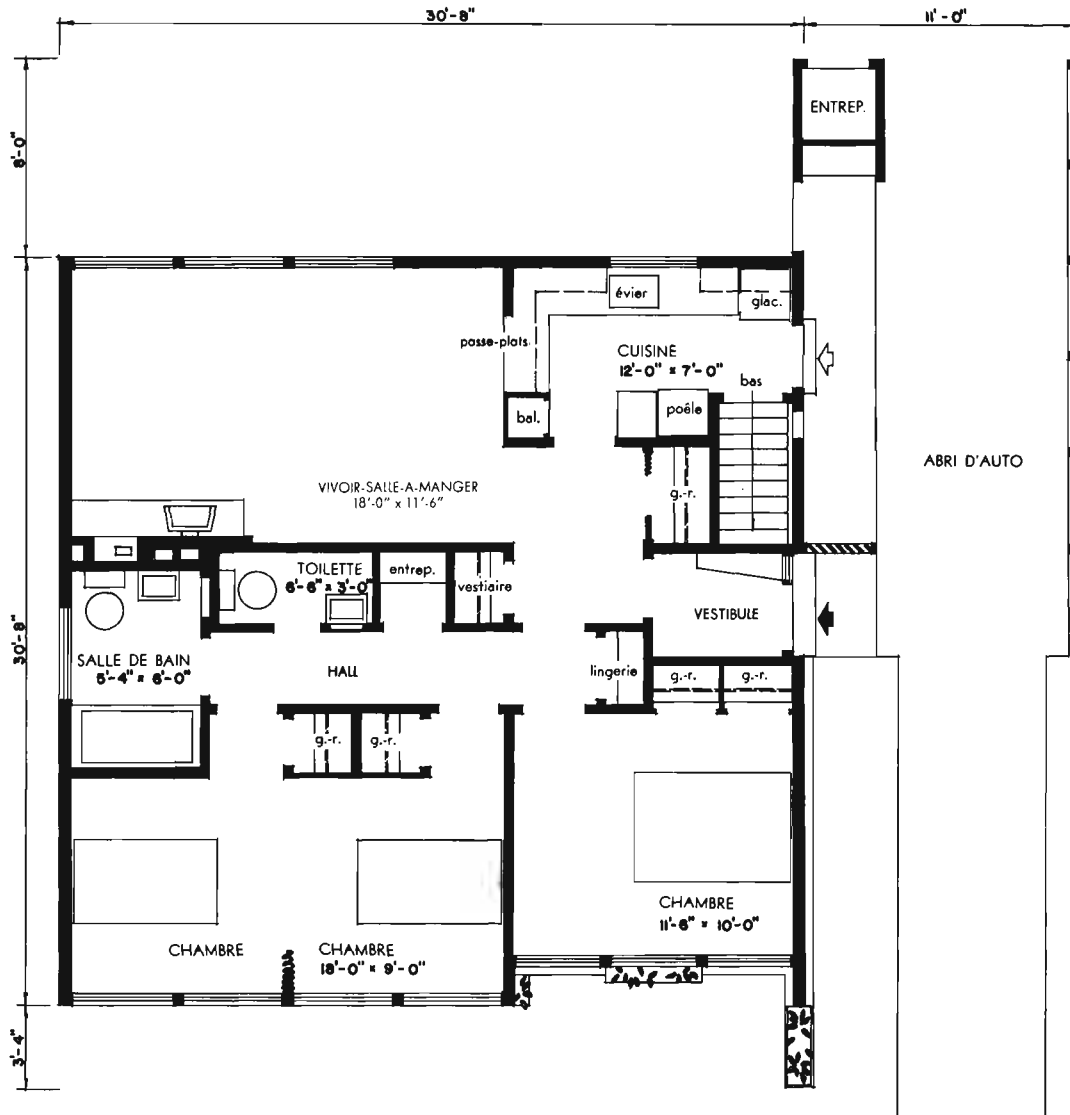 30'-8"
11'-0"
8'-0"
ENTREP.
évier
glac.
passe-plats
CUISINE
12'-0" x 7'-0"
bas
bal.
poêle
ABRI D'AUTO
VIVOIR-SALLE-A-MANGER
18'-0" x 11'-6"
g.-r.
TOILETTE
6'-6" x 3'-0"
entrep.
vestiaire
VESTIBULE
30'-8"
SALLE DE BAIN
5'-4" x 6'-0"
HALL
lingerie
g.-r.
g.-r.
g.-r.
g.-r.
CHAMBRE
11'-6" x 10'-0"
CHAMBRE
CHAMBRE
18'-0" x 9'-0"
3'-4"